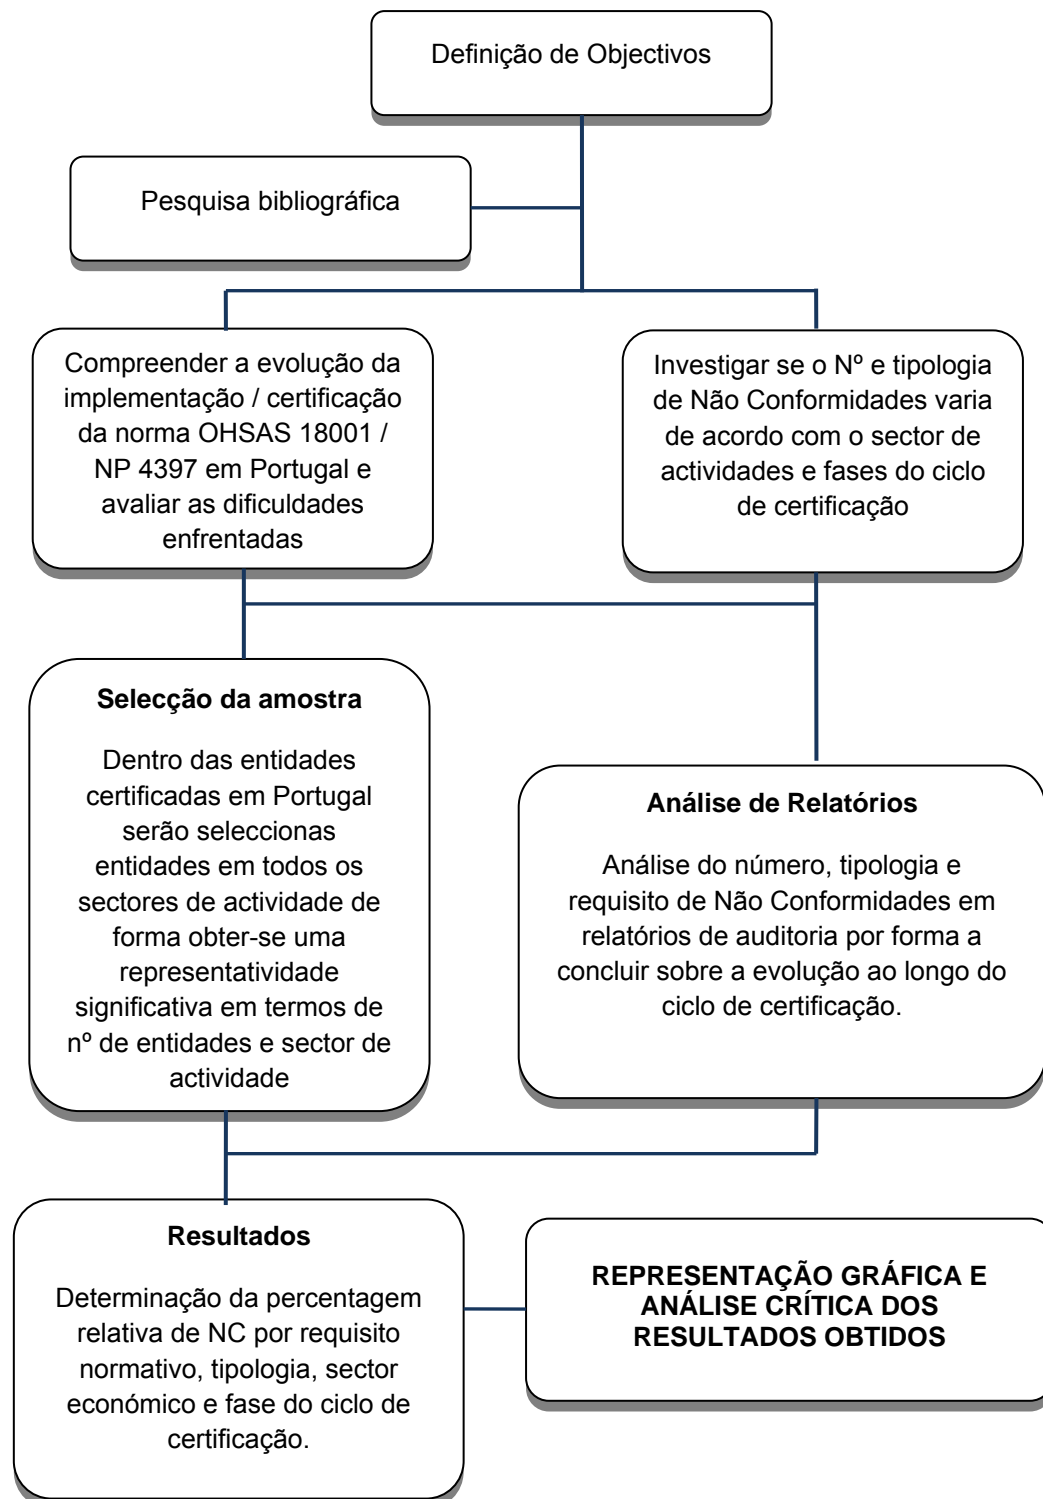 Definição de Objectivos
Pesquisa bibliográfica
Compreender a evolução da
implementação / certificação
da norma OHSAS 18001 /
NP 4397 em Portugal e
avaliar as dificuldades
enfrentadas
Investigar se o Nº e tipologia
de Não Conformidades varia
de acordo com o sector de
actividades e fases do ciclo
de certificação
Selecção da amostra
Dentro das entidades
certificadas em Portugal
serão seleccionas
entidades em todos os
sectores de actividade de
forma obter-se uma
representatividade
significativa em termos de
nº de entidades e sector de
actividade
Análise de Relatórios
Análise do número, tipologia e
requisito de Não Conformidades em
relatórios de auditoria por forma a
concluir sobre a evolução ao longo do
ciclo de certificação.
Resultados
Determinação da percentagem
relativa de NC por requisito
normativo, tipologia, sector
económico e fase do ciclo de
certificação.
REPRESENTAÇÃO GRÁFICA E
ANÁLISE CRÍTICA DOS
RESULTADOS OBTIDOS